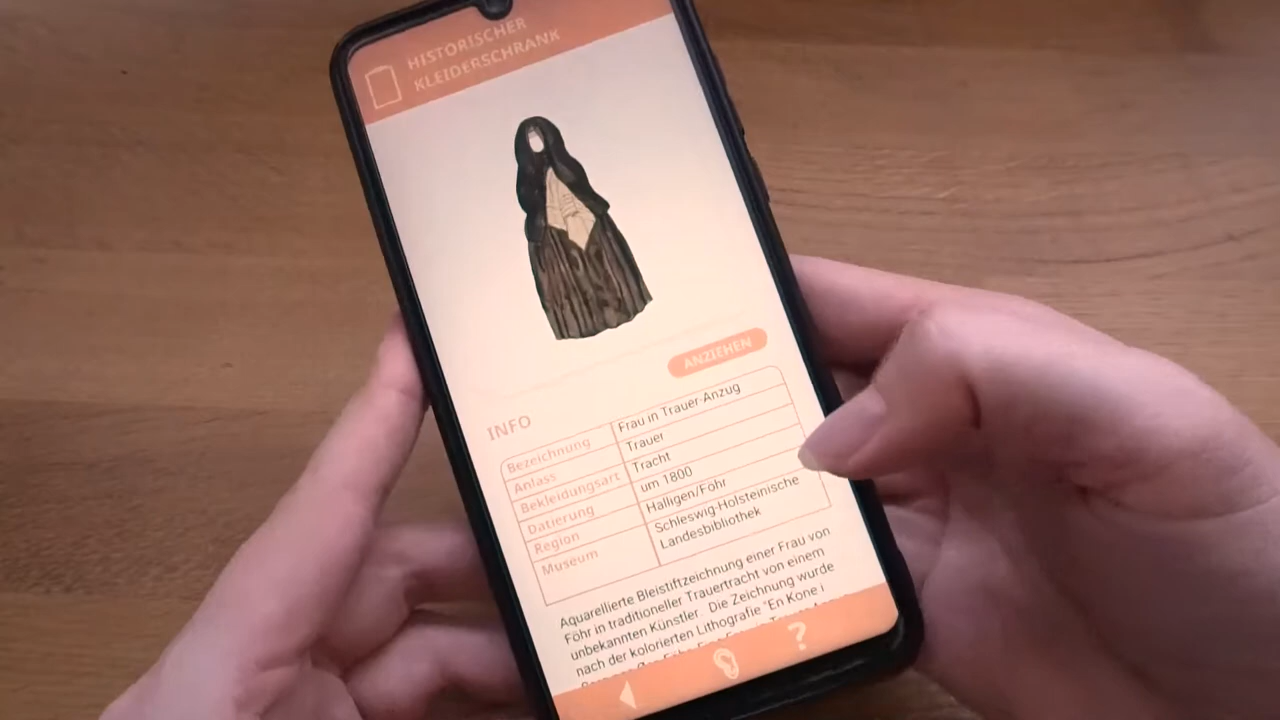 HISTORISCHER
KLEIDERSCHRANK
ANZIEHEN
INFO
Bezeichnung Frau in Trauer-Anzug
Anlass Trauer
Bekleidungsart Tracht
Datierung um 1800
Region Halligen/Föhr
Museum Schleswig-Holsteinische
Landesbibliothek
Aquarellierte Bleistiftzeichnung einer Frau von
Föhr in traditioneller Trauertracht von einem
unbekannten Künstler. Die Zeichnung wurde
nach der kolorierten Lithografie "En Kone i
?